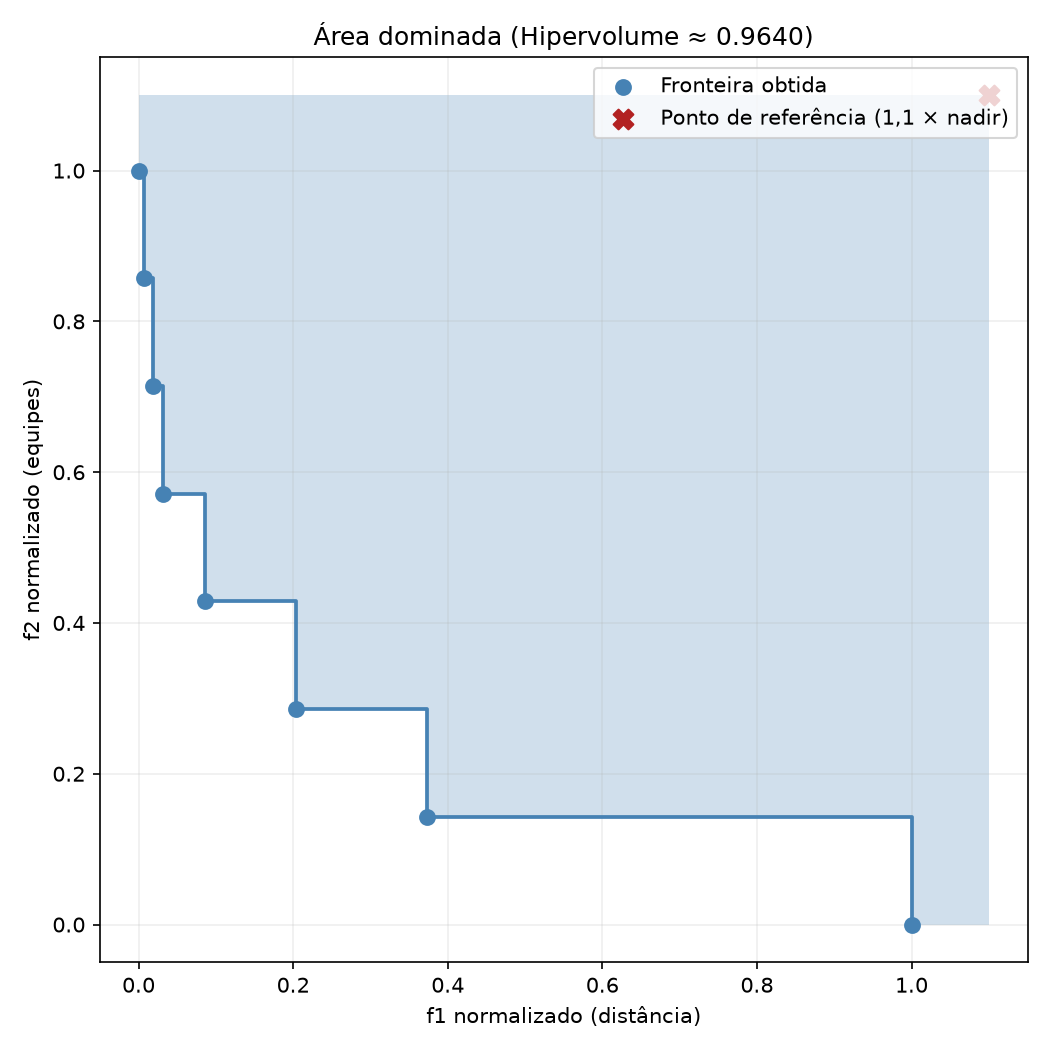 Área dominada (Hipervolume ≈ 0.9640)
Fronteira obtida
Ponto de referência (1,1 × nadir)
f2 normalizado (equipes)
1.0
0.8
0.6
0.4
0.2
0.0
0.0 0.2 0.4 0.6 0.8 1.0
f1 normalizado (distância)